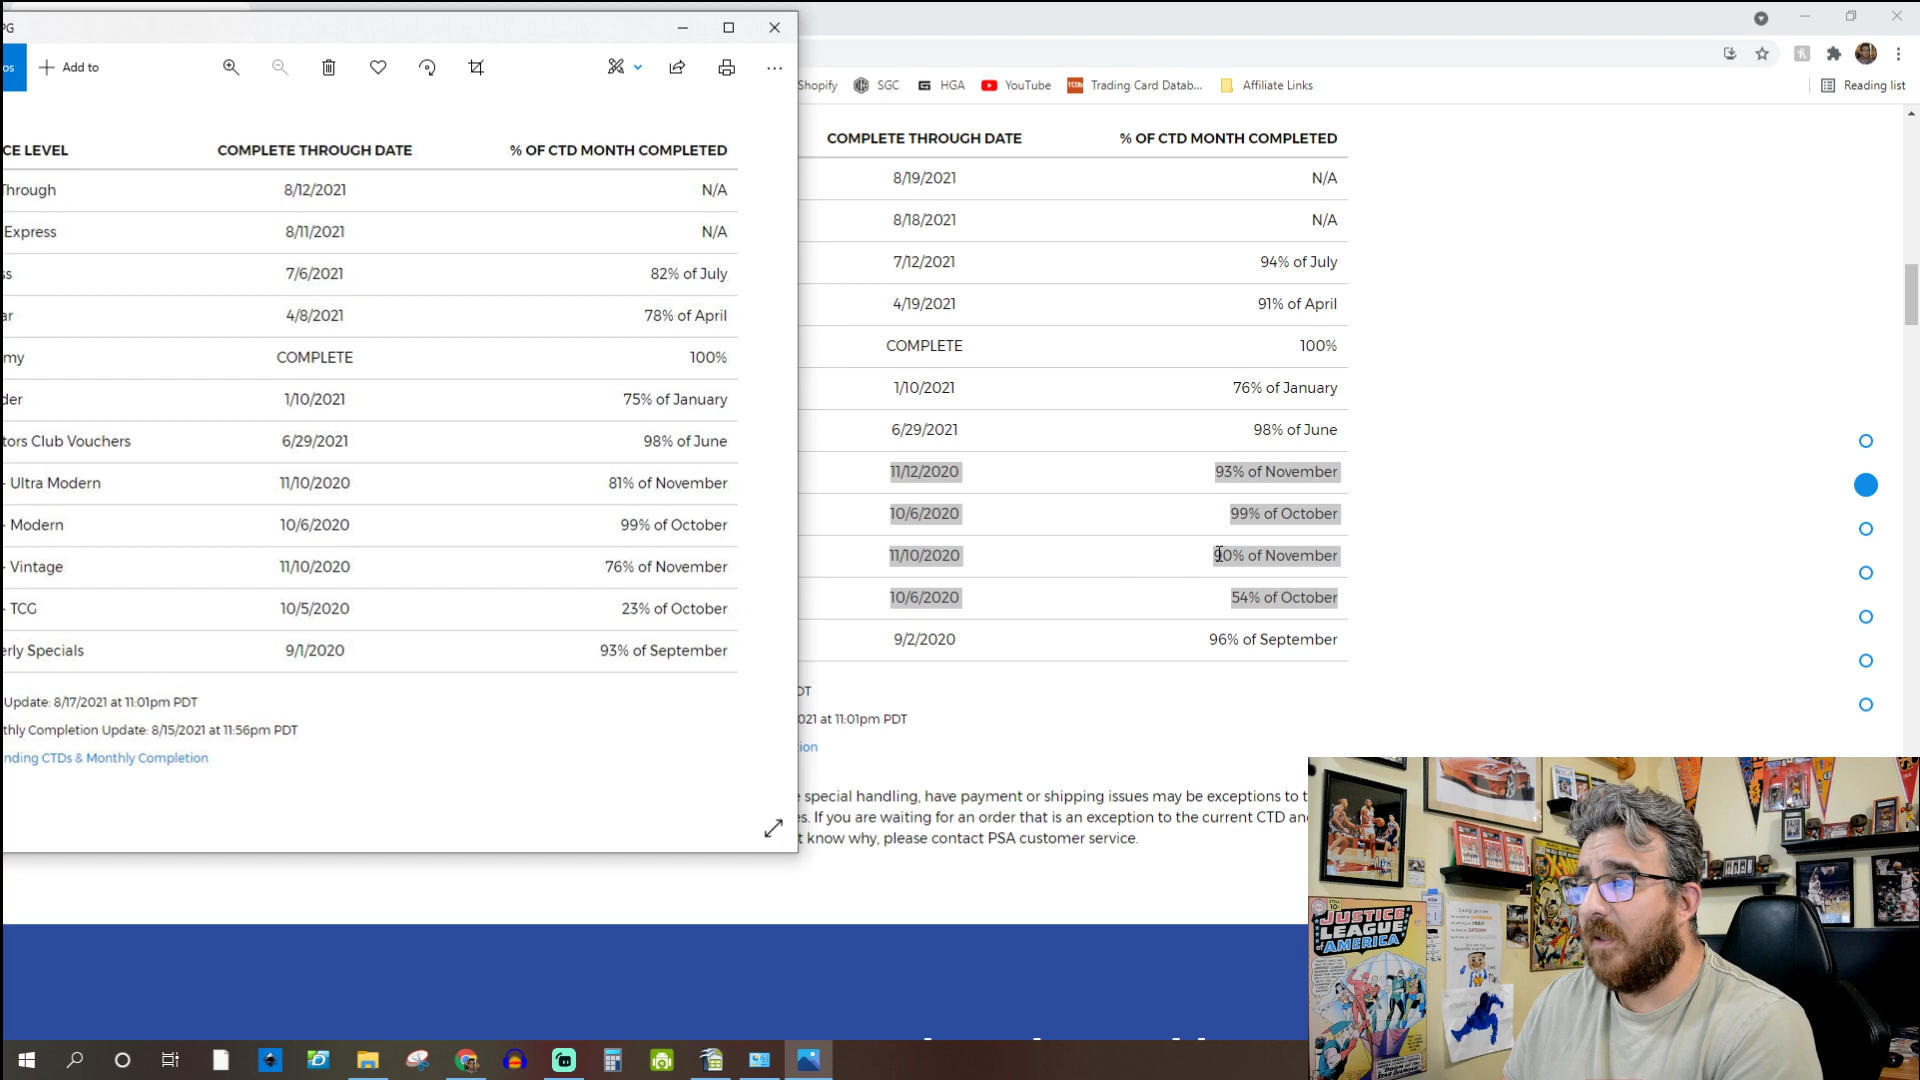 PG
os
Add to
CE LEVEL COMPLETE THROUGH DATE % OF CTD MONTH COMPLETED
Through 8/12/2021 N/A
Express 8/11/2021 N/A
ss 7/6/2021 82% of July
ar 4/8/2021 78% of April
my COMPLETE 100%
der 1/10/2021 75% of January
tors Club Vouchers 6/29/2021 98% of June
- Ultra Modern 11/10/2020 81% of November
- Modern 10/6/2020 99% of October
- Vintage 11/10/2020 76% of November
- TCG 10/5/2020 23% of October
erly Specials 9/1/2020 93% of September
Update: 8/17/2021 at 11:01pm PDT
thly Completion Update: 8/15/2021 at 11:56pm PDT
nding CTDs & Monthly Completion
Shopify SGC HGA YouTube Trading Card Datab... Affiliate Links Reading list
COMPLETE THROUGH DATE % OF CTD MONTH COMPLETED
8/19/2021 N/A
8/18/2021 N/A
7/12/2021 94% of July
4/19/2021 91% of April
COMPLETE 100%
1/10/2021 76% of January
6/29/2021 98% of June
11/12/2020 93% of November
10/6/2020 99% of October
11/10/2020 90% of November
10/6/2020 54% of October
9/2/2020 96% of September
DT
021 at 11:01pm PDT
ion
e special handling, have payment or shipping issues may be exceptions to t
es. If you are waiting for an order that is an exception to the current CTD an
t know why, please contact PSA customer service.
JUSTICE
LEAGUE
of AMERICA
X-MEN